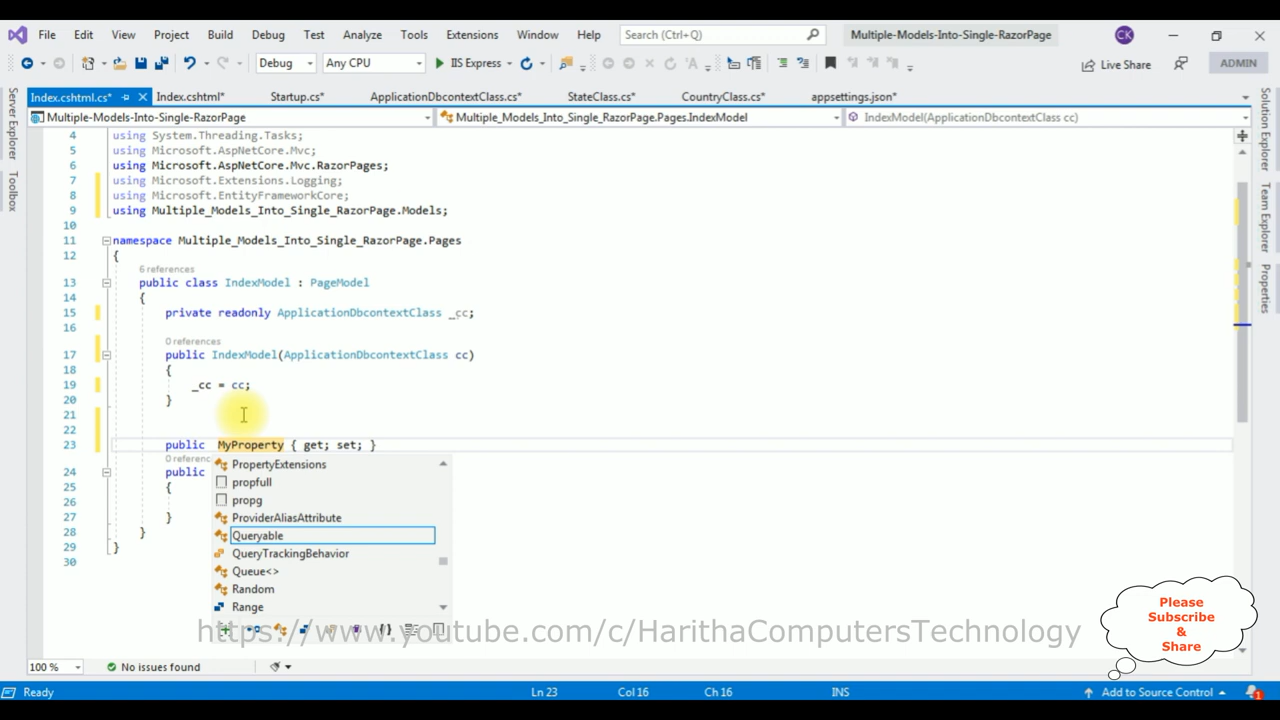 File Edit View Project Build Debug Test Analyze Tools Extensions Window Help Search (Ctrl+Q) Multiple-Models-Into-Single-RazorPage CK
Debug Any CPU IIS Express Live Share ADMIN
Index.cshtml.cs* Index.cshtml* Startup.cs* ApplicationDbcontextClass.cs* StateClass.cs* CountryClass.cs* appsettings.json*
Multiple-Models-Into-Single-RazorPage Multiple_Models_Into_Single_RazorPage.Pages.IndexModel IndexModel(ApplicationDbcontextClass cc)
Server Explorer
Toolbox
Solution Explorer
Team Explorer
Properties
4 using System.Threading.Tasks;
5 using Microsoft.AspNetCore.Mvc;
6 using Microsoft.AspNetCore.Mvc.RazorPages;
7 using Microsoft.Extensions.Logging;
8 using Microsoft.EntityFrameworkCore;
9 using Multiple_Models_Into_Single_RazorPage.Models;
10
11 namespace Multiple_Models_Into_Single_RazorPage.Pages
12 {
6 references
13 public class IndexModel : PageModel
14 {
15 private readonly ApplicationDbcontextClass _cc;
16
0 references
17 public IndexModel(ApplicationDbcontextClass cc)
18 {
19 _cc = cc;
20 }
21
22
23 public MyProperty { get; set; }
0 referenc
24 public
25 {
26
27 }
28 }
29 }
30
PropertyExtensions
propfull
propg
ProviderAliasAttribute
Queryable
QueryTrackingBehavior
Queue<>
Random
Range
https://www.youtube.com/c/HarithaComputersTechnology
Please
Subscribe
&
Share
100 % No issues found
Ready Ln 23 Col 16 Ch 16 INS Add to Source Control 1